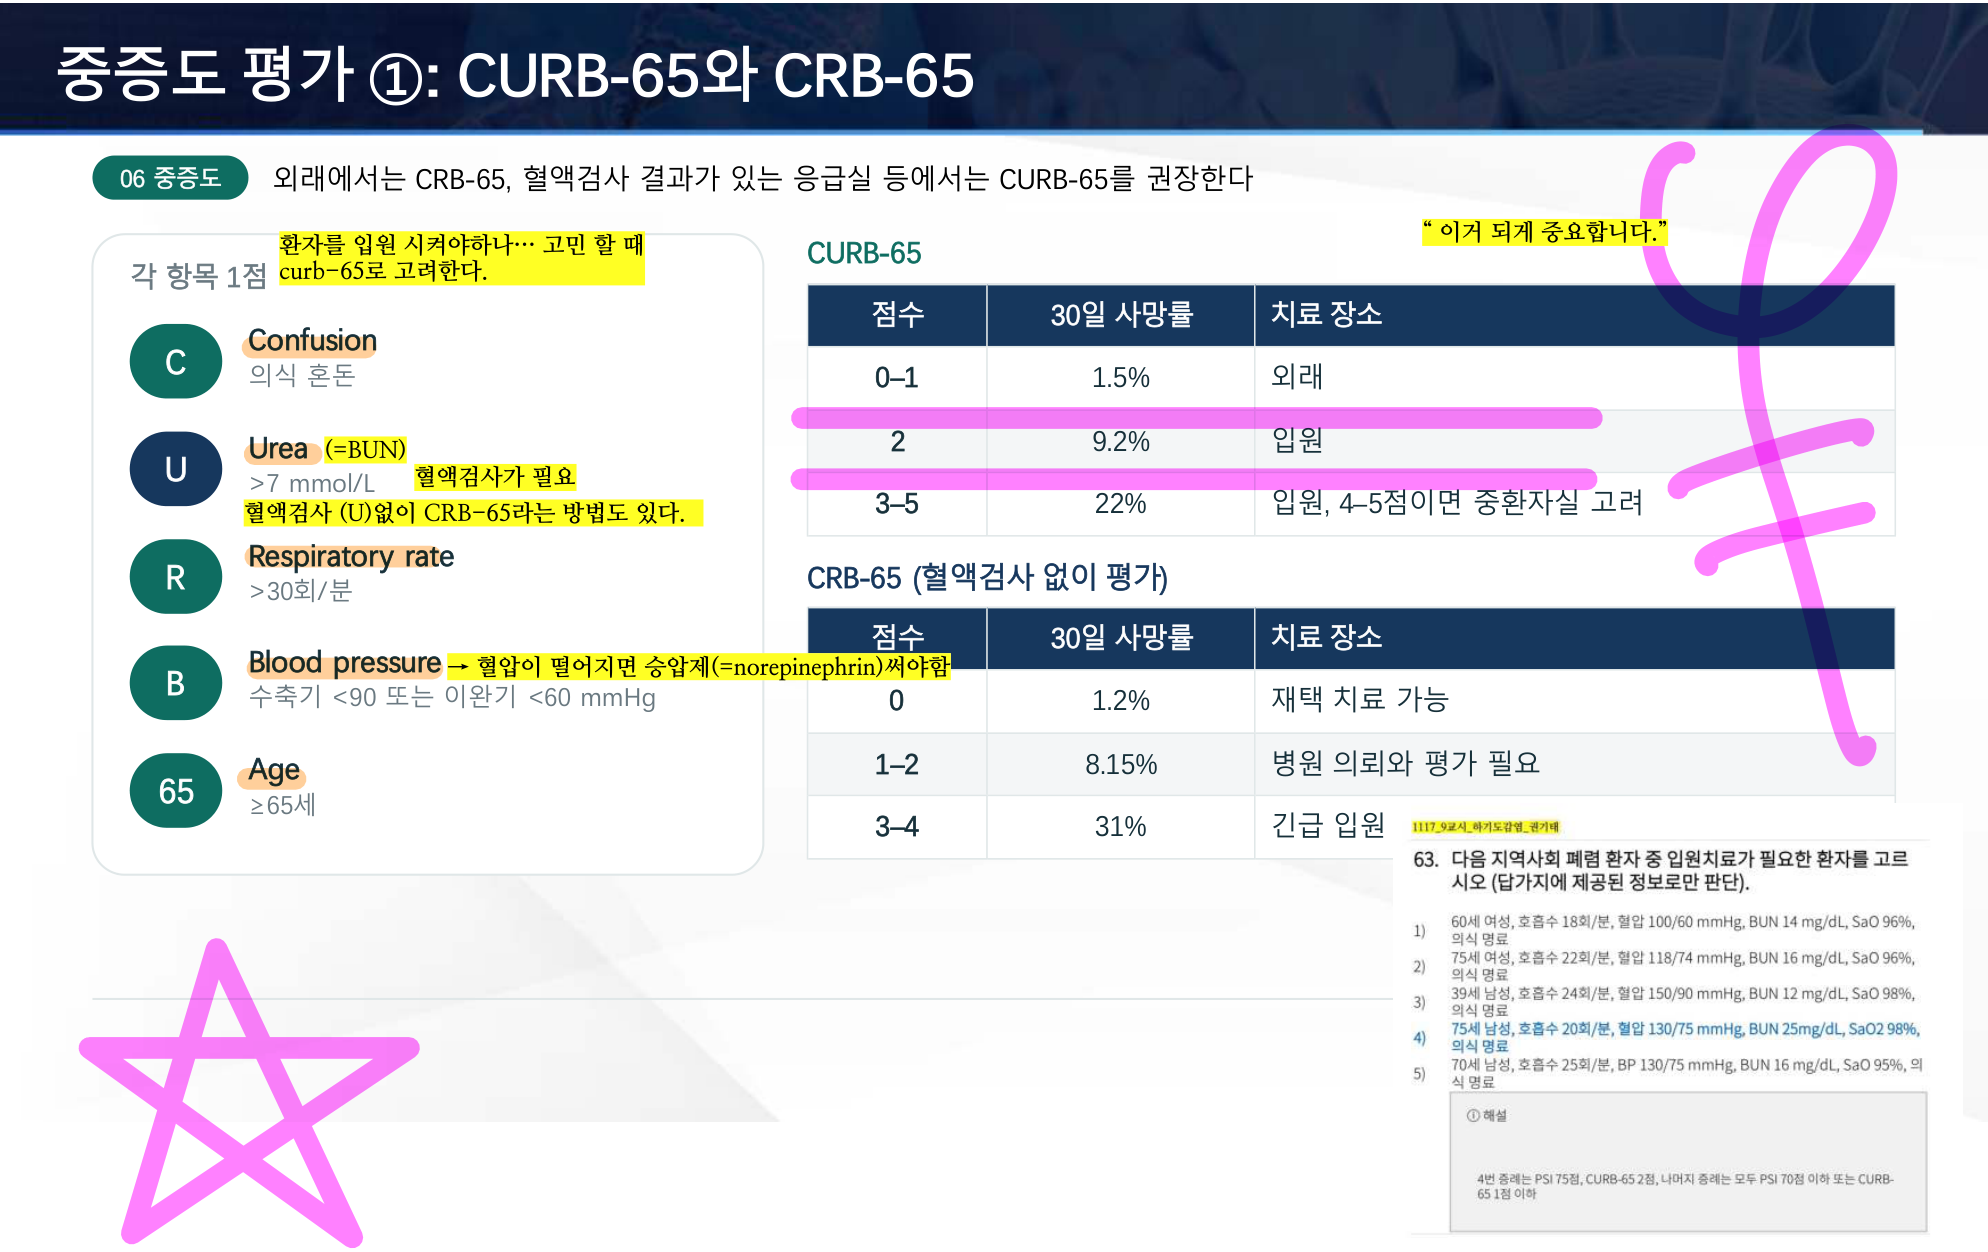 중증도 평가 ①: CURB-65와 CRB-65
06 중증도 외래에서는 CRB-65, 혈액검사 결과가 있는 응급실 등에서는 CURB-65를 권장한다
각 항목 1점
환자를 입원 시켜야하나… 고민 할 때
curb-65로 고려한다.
C
Confusion
의식 혼돈
U
Urea (=BUN)
>7 mmol/L 혈액검사가 필요
혈액검사 (U)없이 CRB-65라는 방법도 있다.
R
Respiratory rate
>30회/분
B
Blood pressure → 혈압이 떨어지면 승압제(=norepinephrin)써야함
수축기 <90 또는 이완기 <60 mmHg
65
Age
≥65세
“ 이거 되게 중요합니다.”
CURB-65
점수 30일 사망률 치료 장소
0–1 1.5% 외래
2 9.2% 입원
3–5 22% 입원, 4–5점이면 중환자실 고려
CRB-65 (혈액검사 없이 평가)
점수 30일 사망률 치료 장소
0 1.2% 재택 치료 가능
1–2 8.15% 병원 의뢰와 평가 필요
3–4 31% 긴급 입원
1117_9교시_하기도감염_권기태
63. 다음 지역사회 폐렴 환자 중 입원치료가 필요한 환자를 고르
시오 (답가지에 제공된 정보로만 판단).
1) 60세 여성, 호흡수 18회/분, 혈압 100/60 mmHg, BUN 14 mg/dL, SaO 96%,
의식 명료
2) 75세 여성, 호흡수 22회/분, 혈압 118/74 mmHg, BUN 16 mg/dL, SaO 96%,
의식 명료
3) 39세 남성, 호흡수 24회/분, 혈압 150/90 mmHg, BUN 12 mg/dL, SaO 98%,
의식 명료
4) 75세 남성, 호흡수 20회/분, 혈압 130/75 mmHg, BUN 25mg/dL, SaO2 98%,
의식 명료
5) 70세 남성, 호흡수 25회/분, BP 130/75 mmHg, BUN 16 mg/dL, SaO 95%, 의
식 명료
ⓘ 해설
4번 증례는 PSI 75점, CURB-65 2점, 나머지 증례는 모두 PSI 70점 이하 또는 CURB-
65 1점 이하